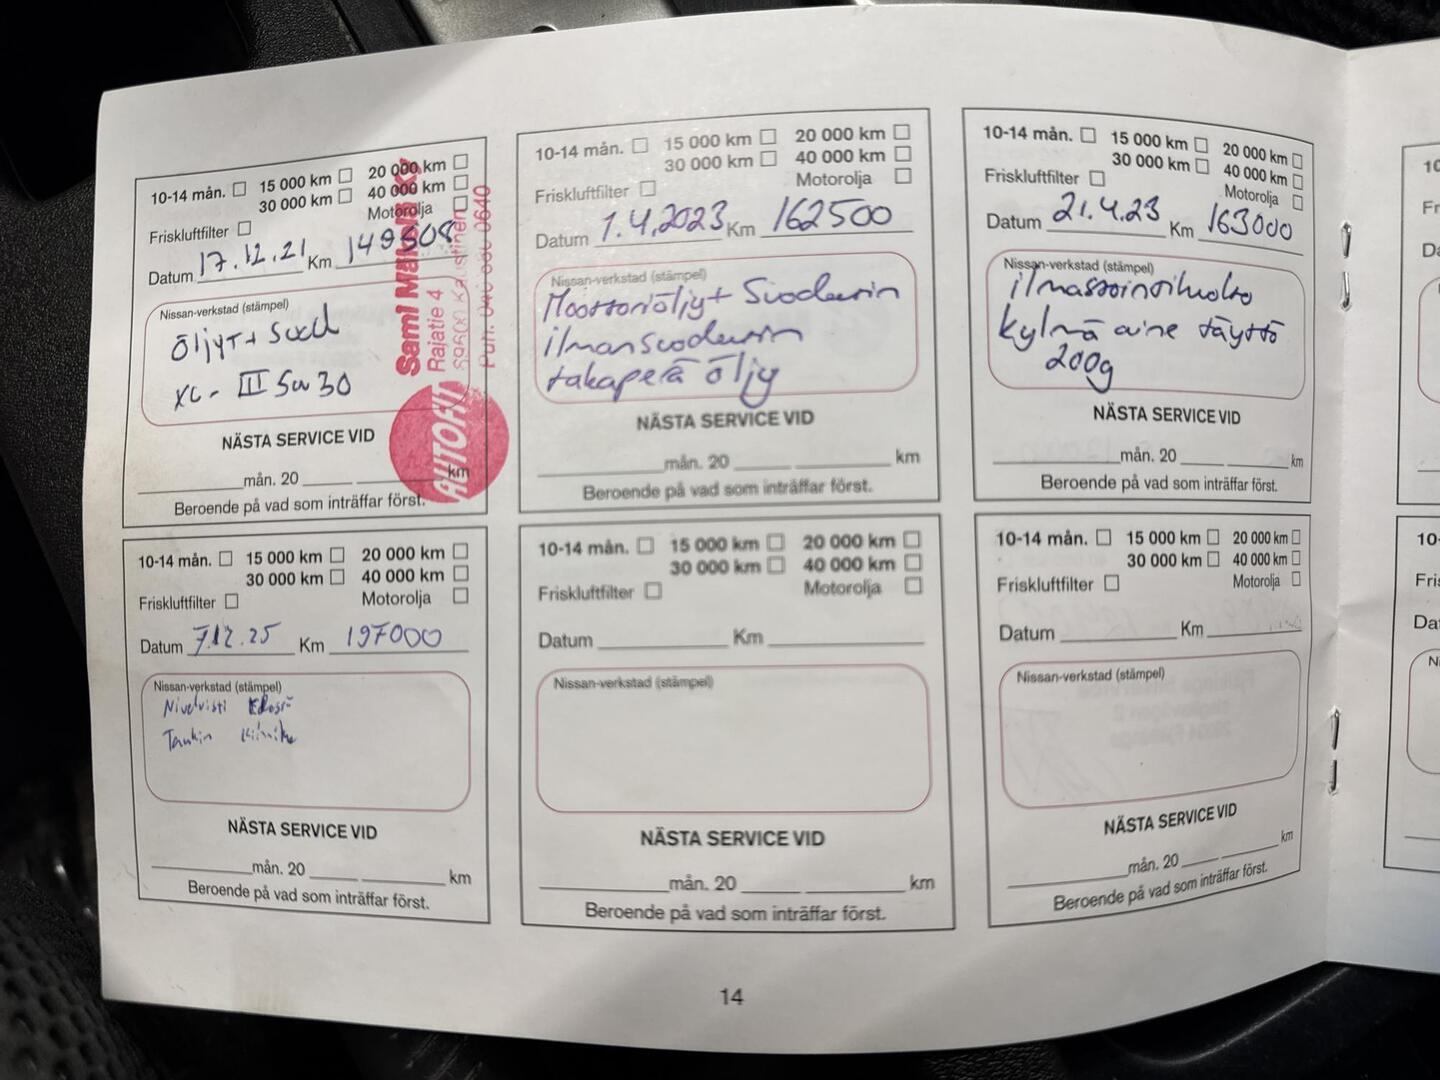 10-14 mån. 15 000 km 20 000 km
30 000 km 40 000 km
Friskluftfilter Motorolja
Datum 17.12.21 Km 149508
Nissan-verkstad (stämpel)
Öljyt +
III 5w30
NÄSTA SERVICE VID
mån. 20 km
Beroende på vad som inträffar först.
AUTOFIT
Sami
Rajatie 4
0640
10-14 mån. 15 000 km 20 000 km
30 000 km 40 000 km
Friskluftfilter Motorolja
Datum 1.4.2023 Km 162500
Nissan-verkstad (stämpel)
Moottoriöljy + Suodatin
ilmansuodatin
takaperä öljy
NÄSTA SERVICE VID
mån. 20 km
Beroende på vad som inträffar först.
10-14 mån. 15 000 km 20 000 km
30 000 km 40 000 km
Friskluftfilter Motorolja
Datum 21.4.23 Km 163000
Nissan-verkstad (stämpel)
ilmastointihuolto
kylmä aine täyttö
200g
NÄSTA SERVICE VID
mån. 20 km
Beroende på vad som inträffar först.
10-14 mån. 15 000 km 20 000 km
30 000 km 40 000 km
Friskluftfilter Motorolja
Datum 7.12.25 Km 197000
Nissan-verkstad (stämpel)
Tankin
NÄSTA SERVICE VID
mån. 20 km
Beroende på vad som inträffar först.
10-14 mån. 15 000 km 20 000 km
30 000 km 40 000 km
Friskluftfilter Motorolja
Datum Km
Nissan-verkstad (stämpel)
NÄSTA SERVICE VID
mån. 20 km
Beroende på vad som inträffar först.
10-14 mån. 15 000 km 20 000 km
30 000 km 40 000 km
Friskluftfilter Motorolja
Datum Km
Nissan-verkstad (stämpel)
NÄSTA SERVICE VID
mån. 20 km
Beroende på vad som inträffar först.
14